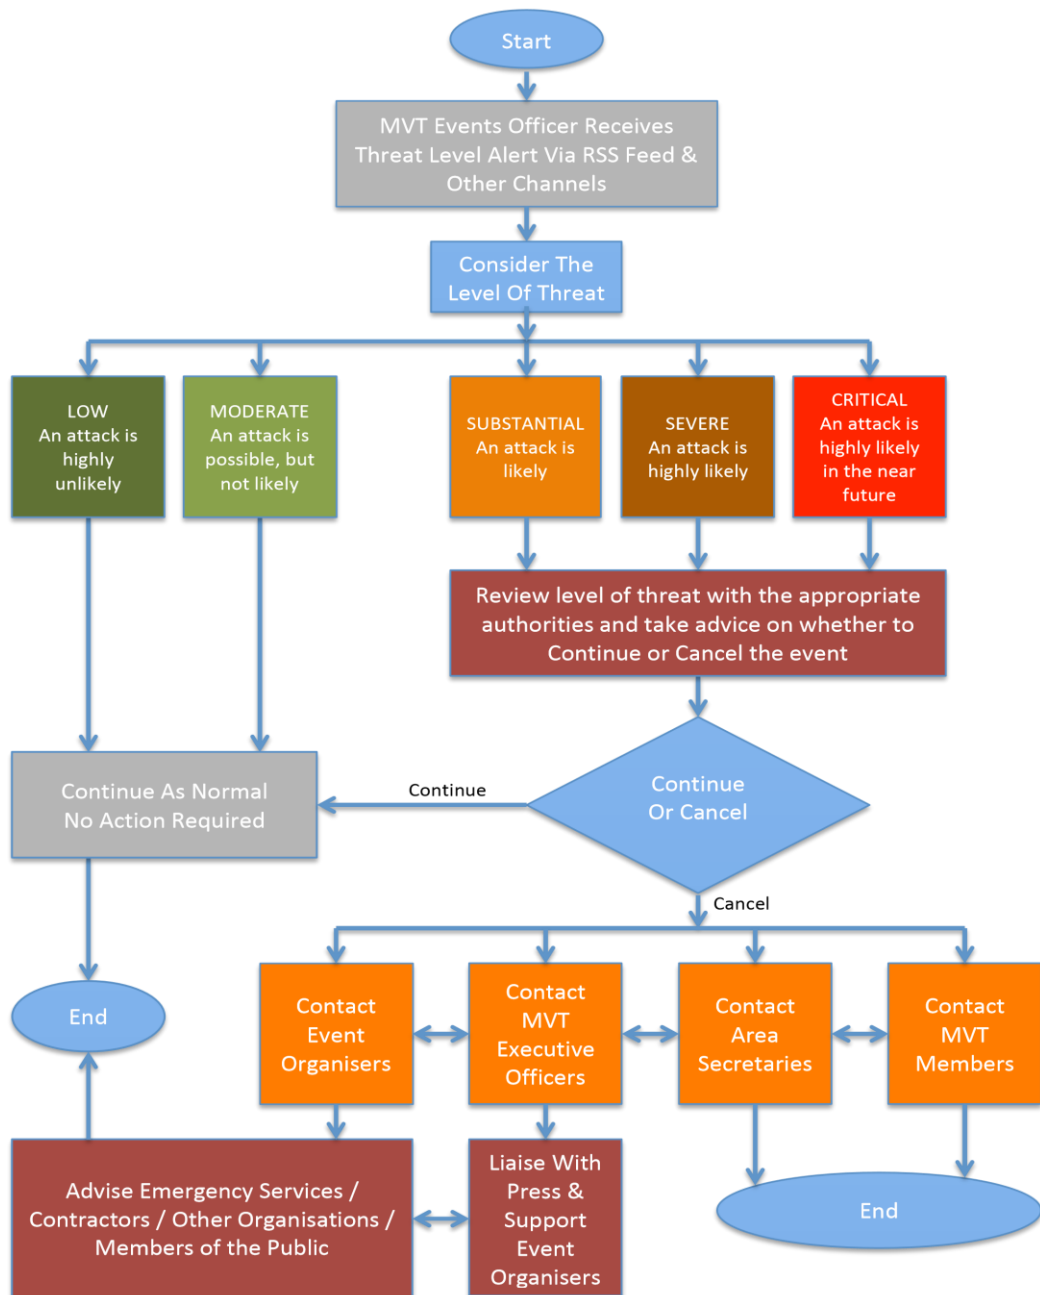 Start
MVT Events Officer Receives
Threat Level Alert Via RSS Feed &
Other Channels
Consider The
Level Of Threat
LOW
An attack is
highly
unlikely
MODERATE
An attack is
possible, but
not likely
SUBSTANTIAL
An attack is
likely
SEVERE
An attack is
highly likely
CRITICAL
An attack is
highly likely
in the near
future
Review level of threat with the appropriate
authorities and take advice on whether to
Continue or Cancel the event
Continue As Normal
No Action Required
Continue
Continue
Or Cancel
Cancel
End
Contact
Event
Organisers
Contact
MVT
Executive
Officers
Contact
Area
Secretaries
Contact
MVT
Members
Advise Emergency Services /
Contractors / Other Organisations /
Members of the Public
Liaise With
Press &
Support
Event
Organisers
End